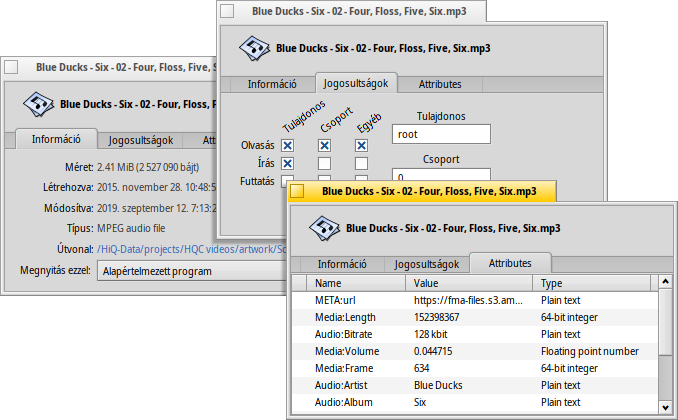 Blue Ducks - Six - 02 - Four, Floss, Five, Six.mp3
Blue Ducks - Six - 02 - Four, Floss, Five, Six.mp3
Információ Jogosultságok Attributes
Tulajdonos Csoport Egyéb
Olvasás
Írás
Futtatás
Tulajdonos
root
Csoport
0
Blue Ducks - Six - 02 - Four, Floss, Five,
Blue Ducks - Six - 02 - Four, Floss, Five,
Információ Jogosultságok
Méret: 2.41 MiB (2 527 090 bájt)
Létrehozva: 2015. november 28. 10:48:5
Módosítva: 2019. szeptember 12. 7:13:2
Típus: MPEG audio file
Útvonal: /HiQ-Data/projects/HQC videos/artwork/Sc
Megnyitás ezzel: Alapértelmezett program
Blue Ducks - Six - 02 - Four, Floss, Five, Six.mp3
Blue Ducks - Six - 02 - Four, Floss, Five, Six.mp3
Információ Jogosultságok Attributes
Name Value Type
META:url https://fma-files.s3.am... Plain text
Media:Length 152398367 64-bit integer
Audio:Bitrate 128 kbit Plain text
Media:Volume 0.044715 Floating point number
Media:Frame 634 64-bit integer
Audio:Artist Blue Ducks Plain text
Audio:Album Six Plain text